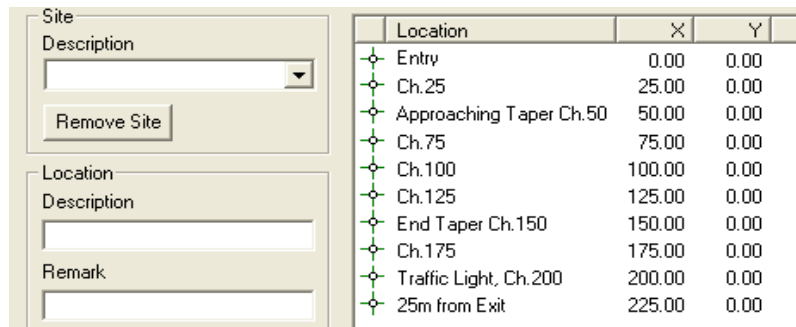 Site
Description
Remove Site
Location
Description
Remark
Location X Y
Entry 0.00 0.00
Ch.25 25.00 0.00
Approaching Taper Ch.50 50.00 0.00
Ch.75 75.00 0.00
Ch.100 100.00 0.00
Ch.125 125.00 0.00
End Taper Ch.150 150.00 0.00
Ch.175 175.00 0.00
Traffic Light, Ch.200 200.00 0.00
25m from Exit 225.00 0.00